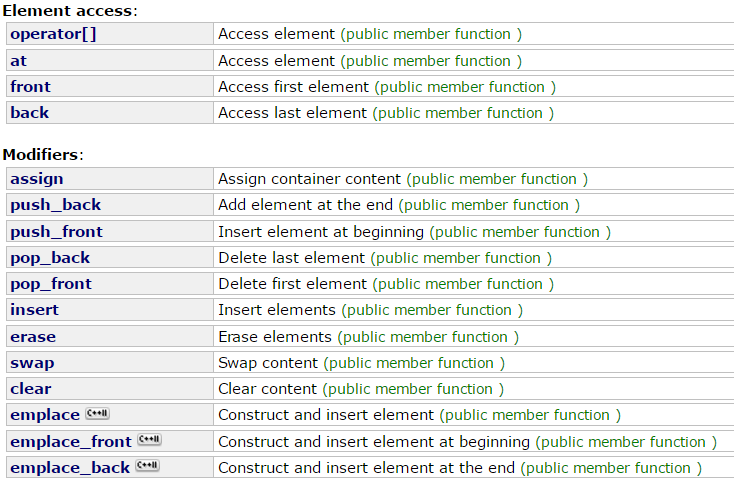 Element access:
operator[] Access element (public member function )
at Access element (public member function )
front Access first element (public member function )
back Access last element (public member function )
Modifiers:
assign Assign container content (public member function )
push_back Add element at the end (public member function )
push_front Insert element at beginning (public member function )
pop_back Delete last element (public member function )
pop_front Delete first element (public member function )
insert Insert elements (public member function )
erase Erase elements (public member function )
swap Swap content (public member function )
clear Clear content (public member function )
emplace C++11 Construct and insert element (public member function )
emplace_front C++11 Construct and insert element at beginning (public member function )
emplace_back C++11 Construct and insert element at the end (public member function )